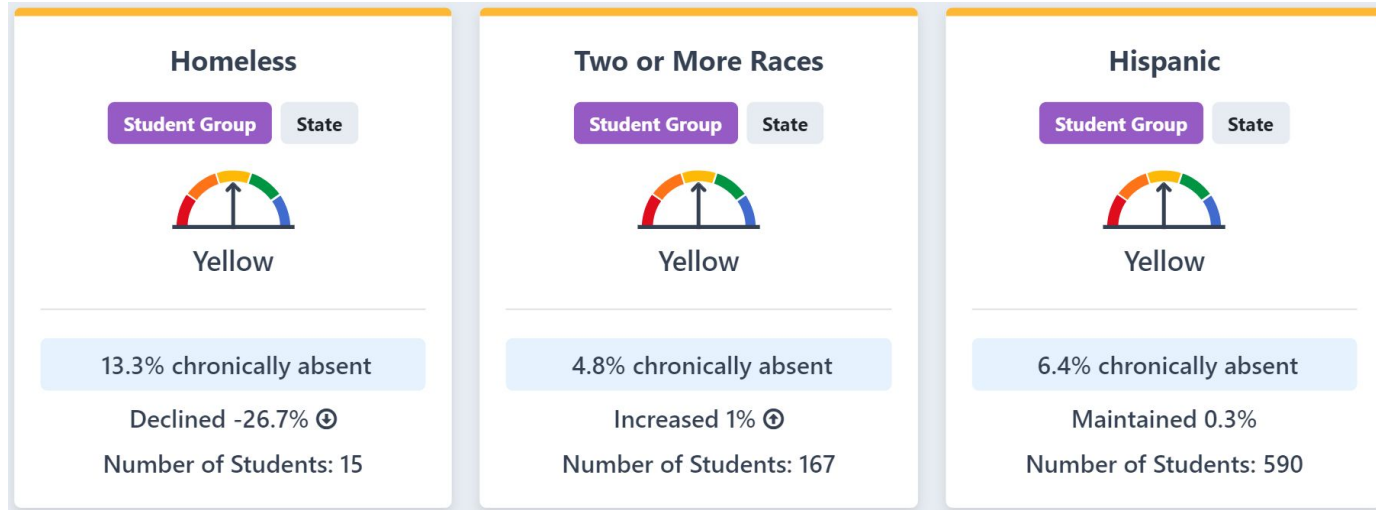 Homeless
Student Group State
Yellow
13.3% chronically absent
Declined -26.7%
Number of Students: 15
Two or More Races
Student Group State
Yellow
4.8% chronically absent
Increased 1%
Number of Students: 167
Hispanic
Student Group State
Yellow
6.4% chronically absent
Maintained 0.3%
Number of Students: 590